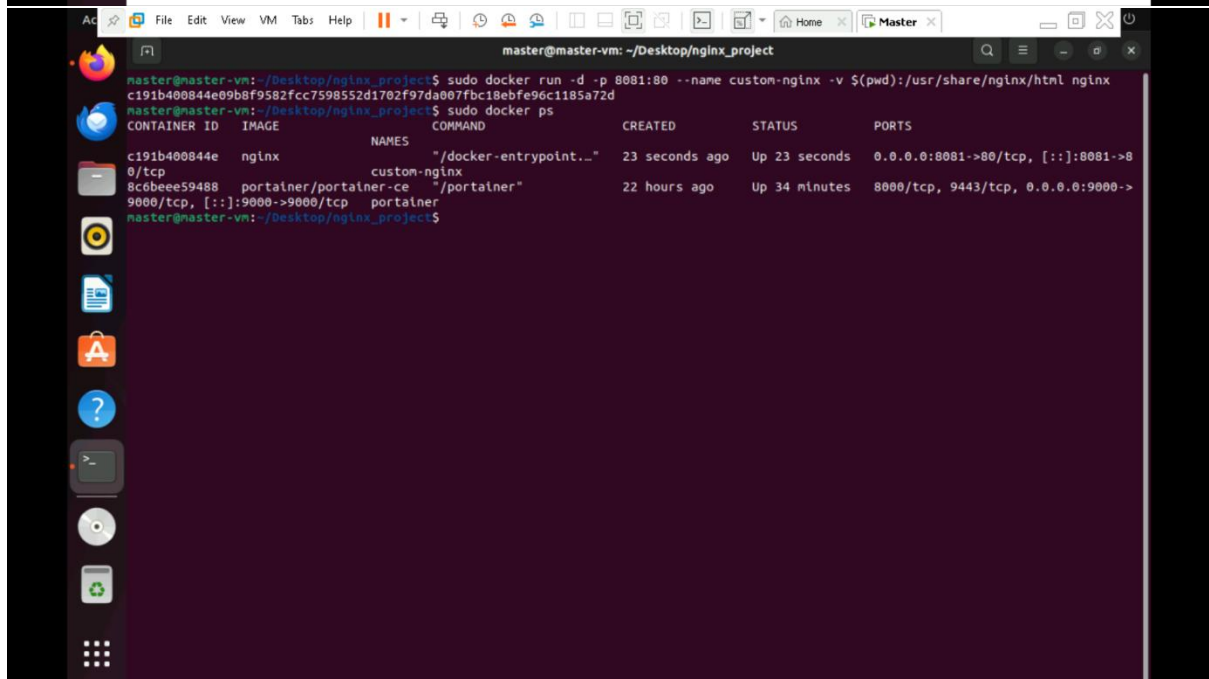 Ac File Edit View VM Tabs Help Home Master
master@master-vm: ~/Desktop/nginx_project
master@master-vm:~/Desktop/nginx_project$ sudo docker run -d -p 8081:80 --name custom-nginx -v $(pwd):/usr/share/nginx/html nginx
c191b400844e09b8f9582fcc7598552d1702f97da007fbc18ebfe96c1185a72d
master@master-vm:~/Desktop/nginx_project$ sudo docker ps
CONTAINER ID IMAGE COMMAND CREATED STATUS PORTS
NAMES
c191b400844e nginx "/docker-entrypoint.…" 23 seconds ago Up 23 seconds 0.0.0.0:8081->80/tcp, [::]:8081->8
0/tcp custom-nginx
8c6beee59488 portainer/portainer-ce "/portainer" 22 hours ago Up 34 minutes 8000/tcp, 9443/tcp, 0.0.0.0:9000->
9000/tcp, [::]:9000->9000/tcp portainer
master@master-vm:~/Desktop/nginx_project$